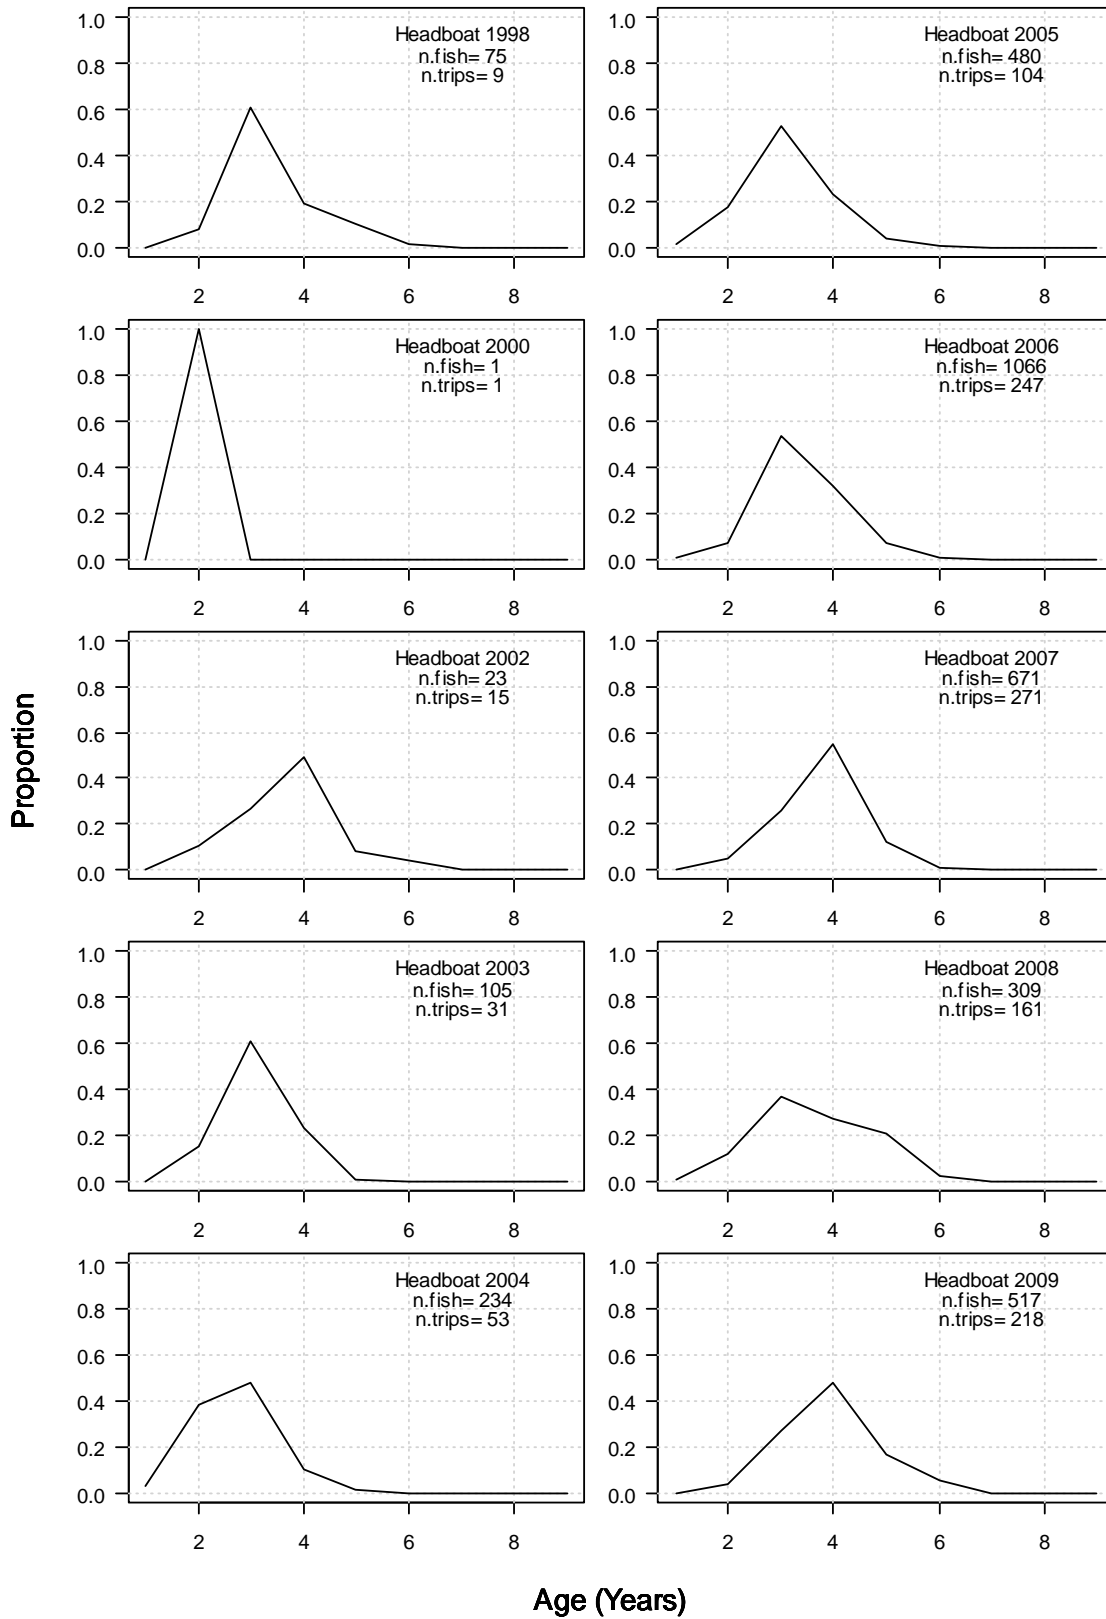 Proportion
1.0
0.8
0.6
0.4
0.2
0.0
Headboat 1998
n.fish= 75
n.trips= 9
2 4 6 8
1.0
0.8
0.6
0.4
0.2
0.0
Headboat 2005
n.fish= 480
n.trips= 104
2 4 6 8
1.0
0.8
0.6
0.4
0.2
0.0
Headboat 2000
n.fish= 1
n.trips= 1
2 4 6 8
1.0
0.8
0.6
0.4
0.2
0.0
Headboat 2006
n.fish= 1066
n.trips= 247
2 4 6 8
1.0
0.8
0.6
0.4
0.2
0.0
Headboat 2002
n.fish= 23
n.trips= 15
2 4 6 8
1.0
0.8
0.6
0.4
0.2
0.0
Headboat 2007
n.fish= 671
n.trips= 271
2 4 6 8
1.0
0.8
0.6
0.4
0.2
0.0
Headboat 2003
n.fish= 105
n.trips= 31
2 4 6 8
1.0
0.8
0.6
0.4
0.2
0.0
Headboat 2008
n.fish= 309
n.trips= 161
2 4 6 8
1.0
0.8
0.6
0.4
0.2
0.0
Headboat 2004
n.fish= 234
n.trips= 53
2 4 6 8
1.0
0.8
0.6
0.4
0.2
0.0
Headboat 2009
n.fish= 517
n.trips= 218
2 4 6 8
Age (Years)